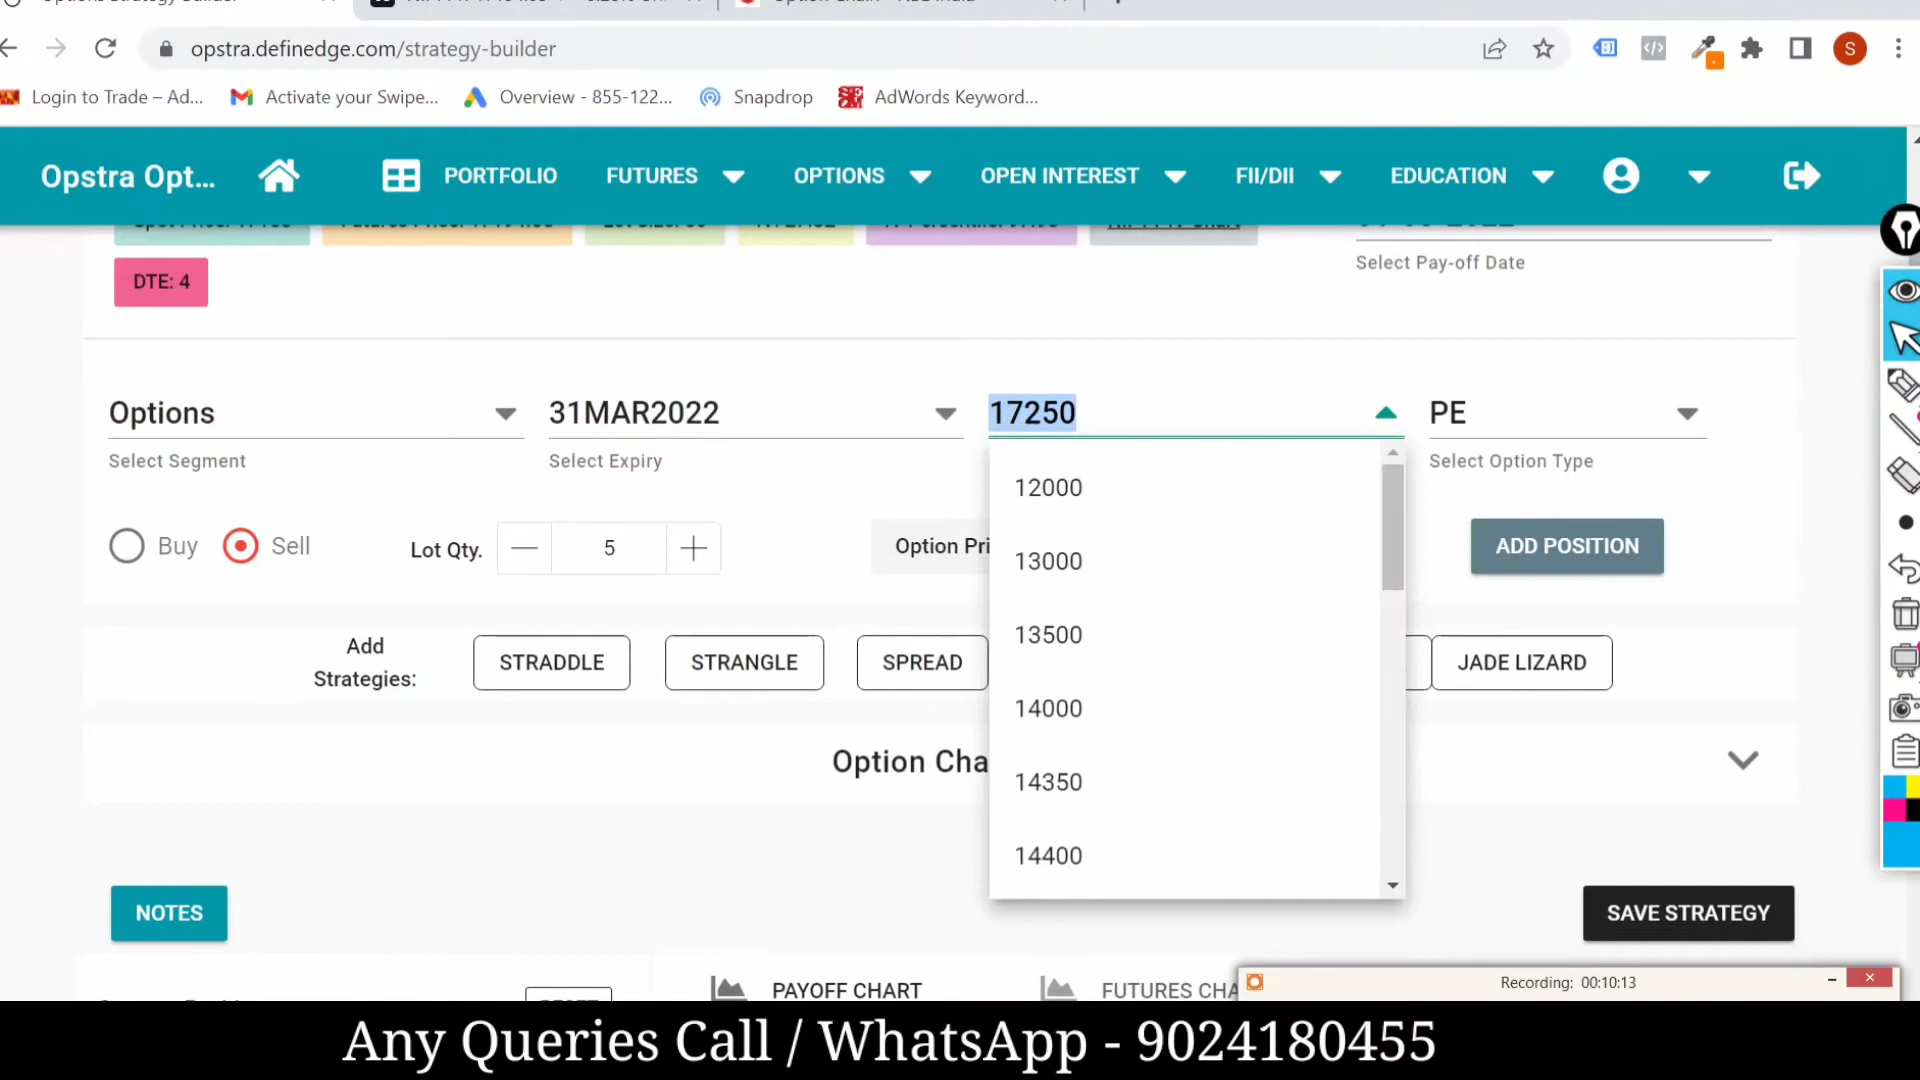 opstra.definedge.com/strategy-builder
S
Login to Trade – Ad...
Activate your Swipe...
Overview - 855-122...
Snapdrop
AdWords Keyword...
Opstra Opt...
PORTFOLIO
FUTURES
OPTIONS
OPEN INTEREST
FII/DII
EDUCATION
Select Pay-off Date
DTE: 4
Options
31MAR2022
17250
PE
Select Segment
Select Expiry
Select Option Type
12000
13000
13500
14000
14350
14400
Buy
Sell
Lot Qty.
5
Option Pri
ADD POSITION
Add
Strategies:
STRADDLE
STRANGLE
SPREAD
JADE LIZARD
Option Cha
NOTES
SAVE STRATEGY
PAYOFF CHART
FUTURES CHA
Recording: 00:10:13
Any Queries Call / WhatsApp - 9024180455